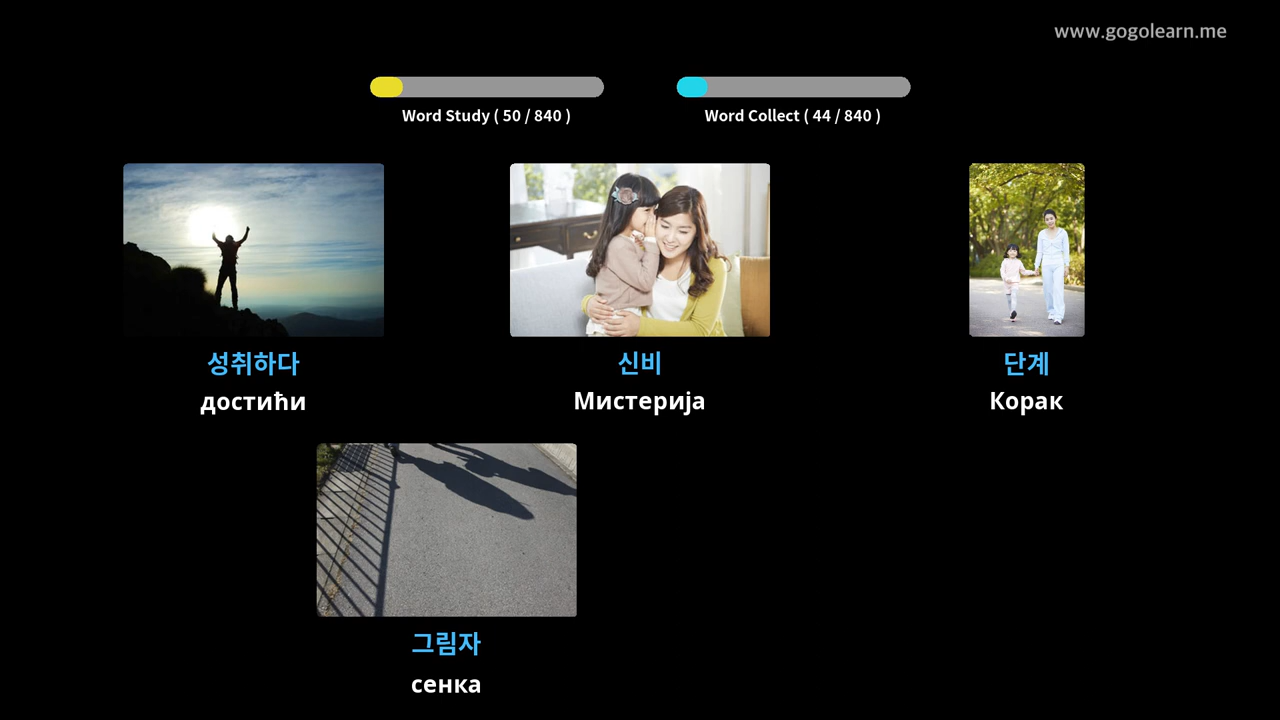 www.gogolearn.me
Word Study ( 50 / 840 )
Word Collect ( 44 / 840 )
성취하다
достићи
신비
Мистерија
단계
Корак
그림자
сенка